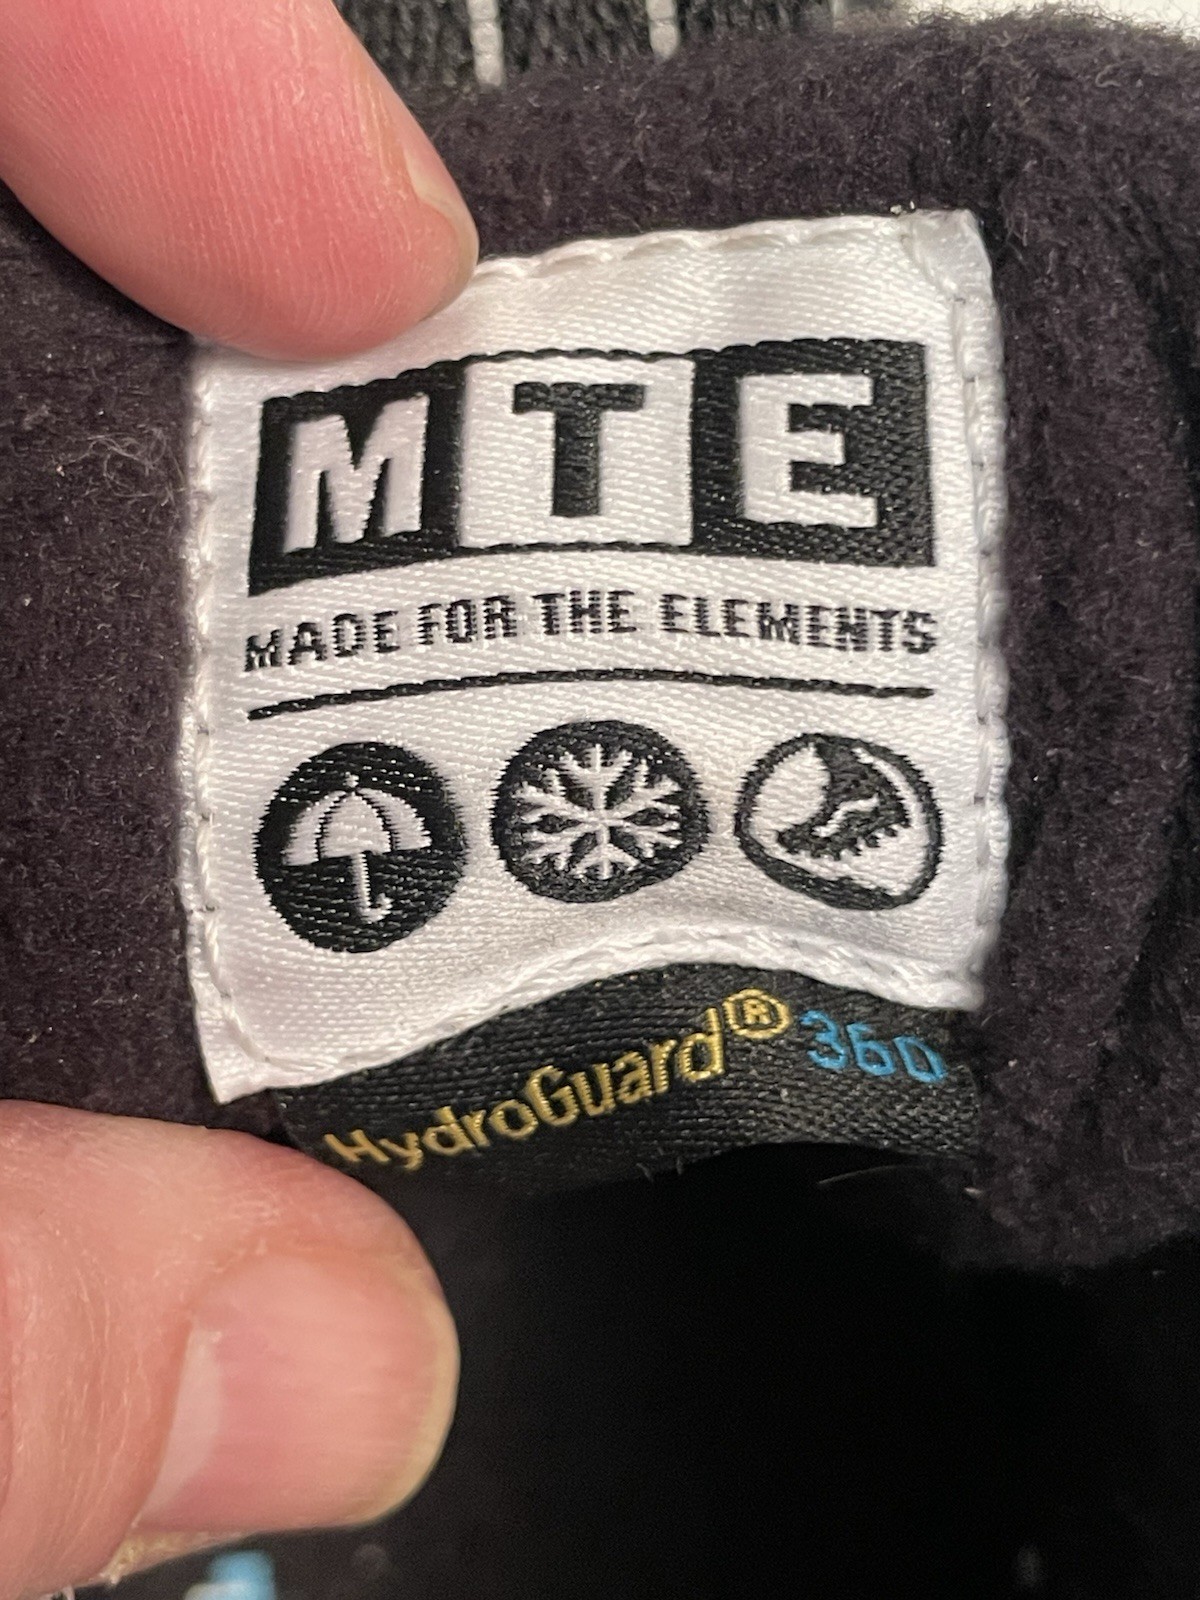 MTE
MADE FOR THE ELEMENTS
HydroGuard® 360